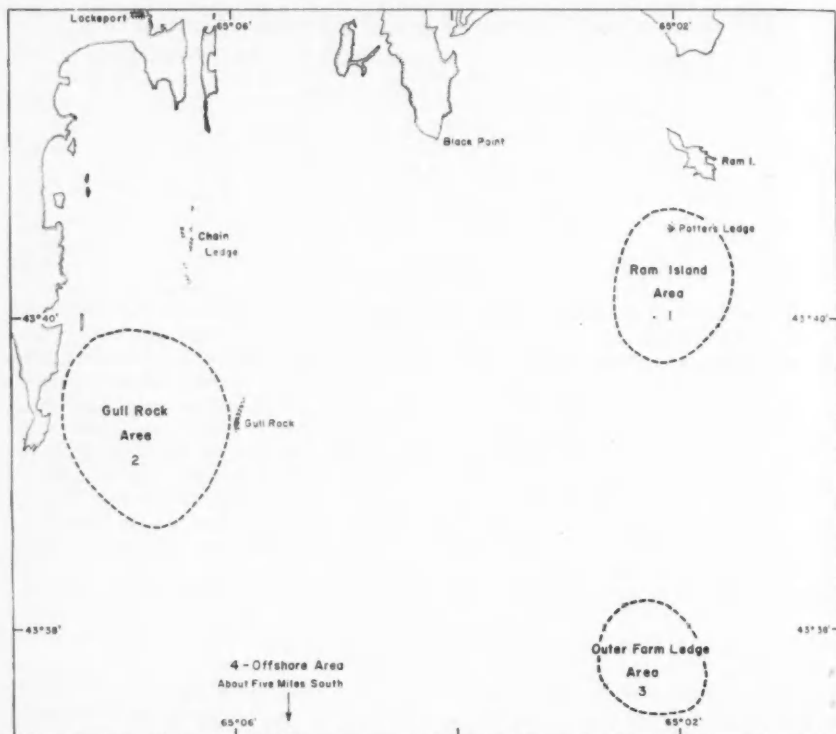 Lockeport
65°06'
65°02'
Black Point
Ram I.
Chain
Ledge
Potters Ledge
Ram Island
Area
1
43°40'
43°40'
Gull Rock
Area
2
Gull Rock
43°38'
43°38'
Outer Farm Ledge
Area
3
4-Offshore Area
About Five Miles South
65°06'
65°02'